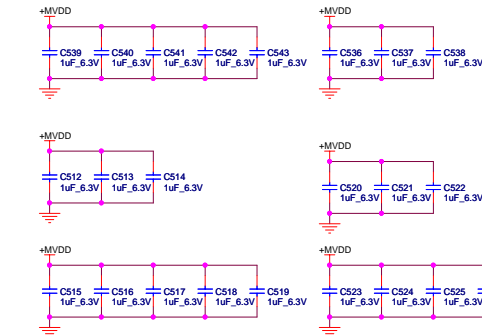 +MVDD
C539 C540 C541 C542 C543
1uF_6.3V 1uF_6.3V 1uF_6.3V 1uF_6.3V 1uF_6.3V
+MVDD
C536 C537 C538
1uF_6.3V 1uF_6.3V 1uF_6.3V
+MVDD
C512 C513 C514
1uF_6.3V 1uF_6.3V 1uF_6.3V
+MVDD
C520 C521 C522
1uF_6.3V 1uF_6.3V 1uF_6.3V
+MVDD
C515 C516 C517 C518 C519
1uF_6.3V 1uF_6.3V 1uF_6.3V 1uF_6.3V 1uF_6.3V
+MVDD
C523 C524 C525
1uF_6.3V 1uF_6.3V 1uF_6.3V